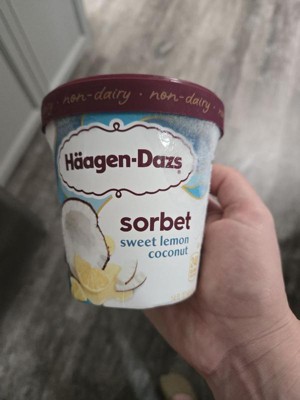 non-dairy · non-dairy ·
Häagen-Dazs
sorbet
sweet lemon
coconut